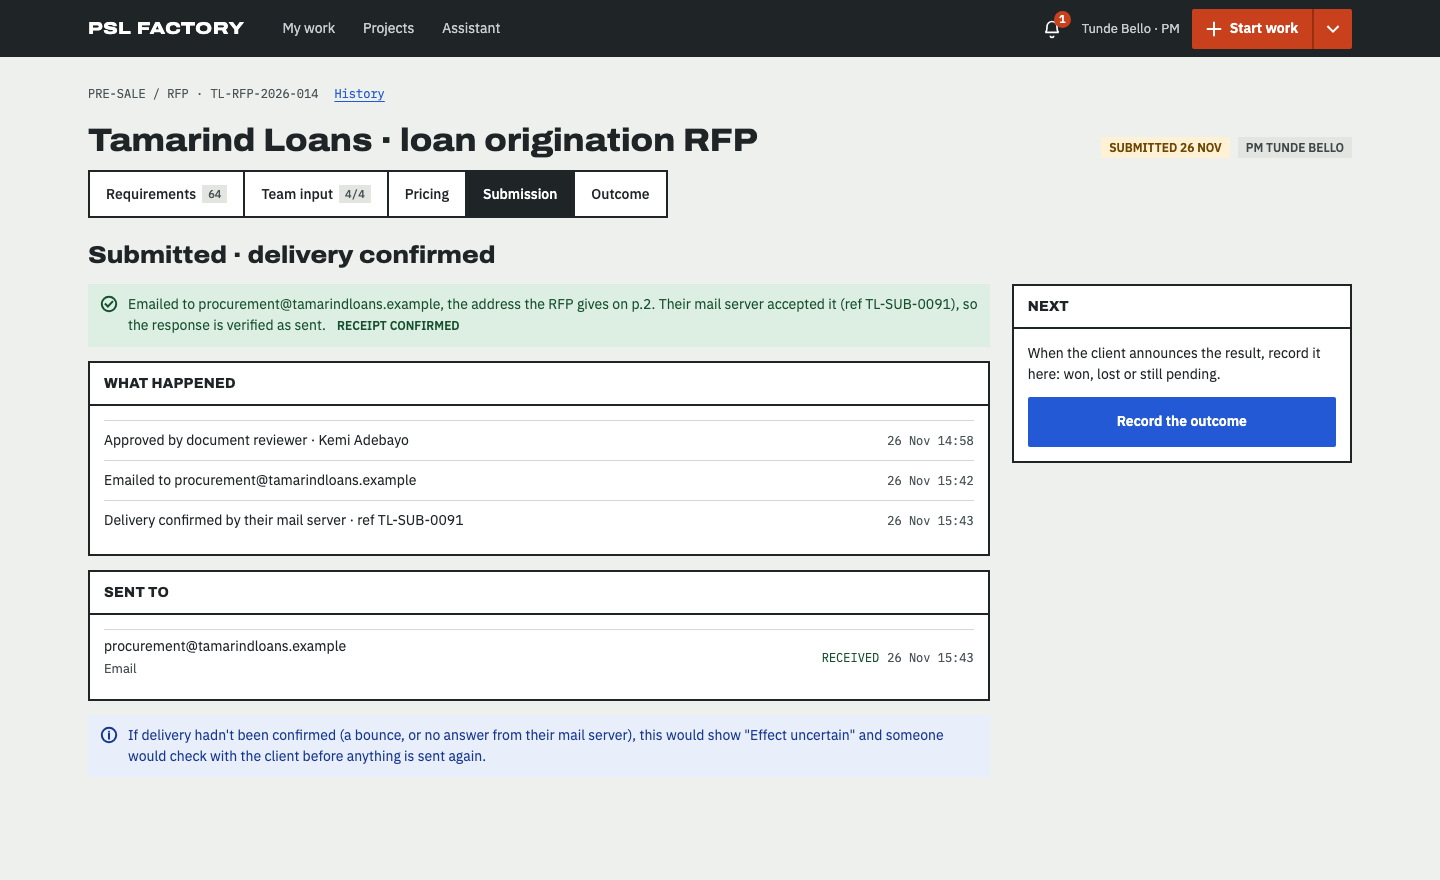 PSL FACTORY
My work
Projects
Assistant
1
Tunde Bello · PM
Start work
PRE-SALE / RFP · TL-RFP-2026-014
History
Tamarind Loans · loan origination RFP
SUBMITTED 26 NOV
PM TUNDE BELLO
Requirements 64
Team input 4/4
Pricing
Submission
Outcome
Submitted · delivery confirmed
Emailed to procurement@tamarindloans.example, the address the RFP gives on p.2. Their mail server accepted it (ref TL-SUB-0091), so
the response is verified as sent. RECEIPT CONFIRMED
WHAT HAPPENED
Approved by document reviewer · Kemi Adebayo
26 Nov 14:58
Emailed to procurement@tamarindloans.example
26 Nov 15:42
Delivery confirmed by their mail server · ref TL-SUB-0091
26 Nov 15:43
SENT TO
procurement@tamarindloans.example
Email
RECEIVED 26 Nov 15:43
If delivery hadn't been confirmed (a bounce, or no answer from their mail server), this would show "Effect uncertain" and someone
would check with the client before anything is sent again.
NEXT
When the client announces the result, record it
here: won, lost or still pending.
Record the outcome